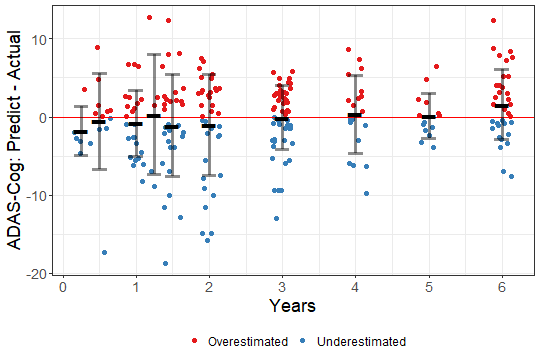 ADAS-Cog: Predict - Actual
10
0
-10
-20
0 1 2 3 4 5 6
Years
Overestimated Underestimated